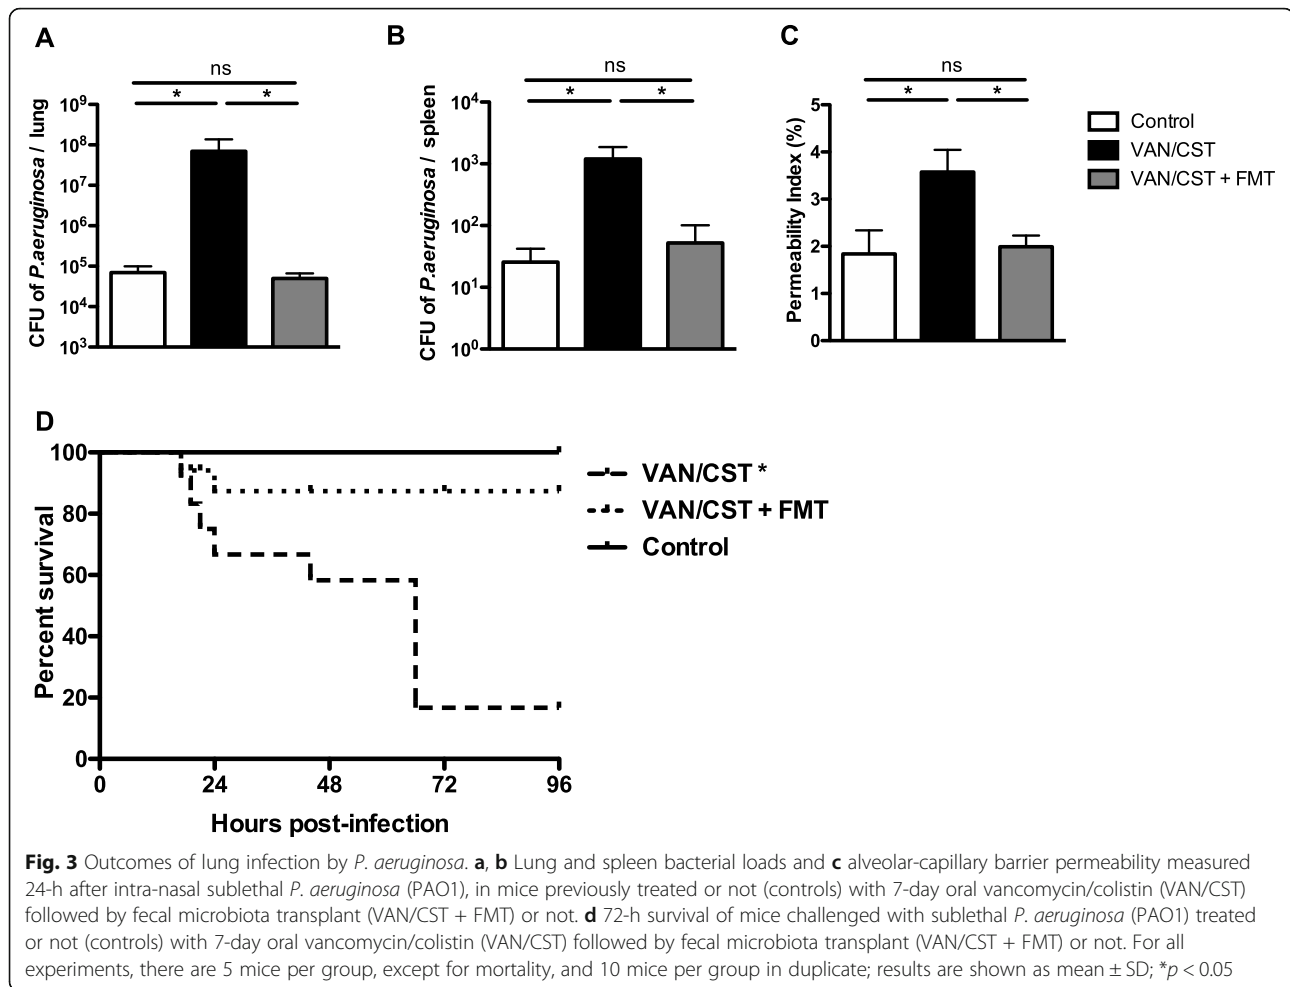 A
ns
* *
10⁹
10⁸
10⁷
10⁶
10⁵
10⁴
10³
CFU of P.aeruginosa / lung
B
ns
* *
10⁴
10³
10²
10¹
10⁰
CFU of P.aeruginosa / spleen
C
ns
* *
5
4
3
2
1
0
Permeability Index (%)
Control
VAN/CST
VAN/CST + FMT
D
100
80
60
40
20
0
Percent survival
0 24 48 72 96
Hours post-infection
VAN/CST *
VAN/CST + FMT
Control
Fig. 3 Outcomes of lung infection by P. aeruginosa. a, b Lung and spleen bacterial loads and c alveolar-capillary barrier permeability measured
24-h after intra-nasal sublethal P. aeruginosa (PAO1), in mice previously treated or not (controls) with 7-day oral vancomycin/colistin (VAN/CST)
followed by fecal microbiota transplant (VAN/CST + FMT) or not. d 72-h survival of mice challenged with sublethal P. aeruginosa (PAO1) treated
or not (controls) with 7-day oral vancomycin/colistin (VAN/CST) followed by fecal microbiota transplant (VAN/CST + FMT) or not. For all
experiments, there are 5 mice per group, except for mortality, and 10 mice per group in duplicate; results are shown as mean ± SD; *p < 0.05